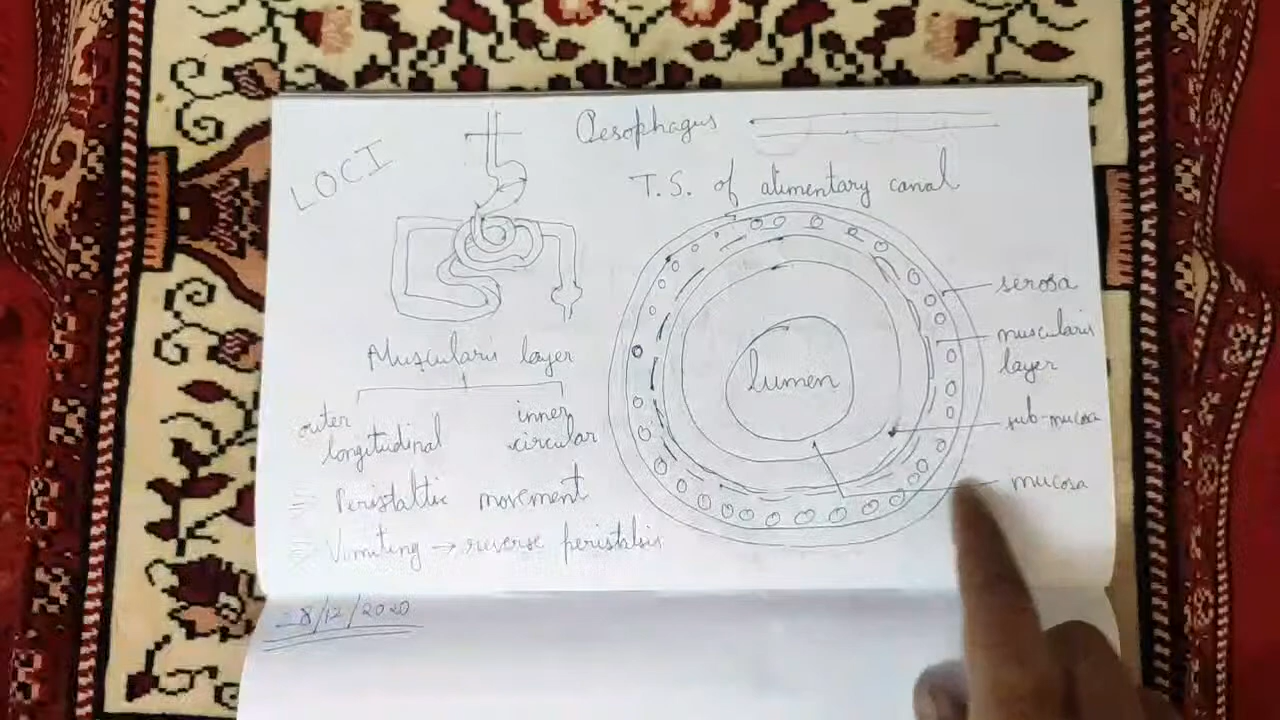 LOCI
Oesophagus
T.S. of alimentary canal
serosa
muscularis
layer
sub-mucosa
mucosa
lumen
Muscularis layer
outer
longitudinal
inner
circular
Peristaltic movement
Vomiting → reverse peristalsis
28/12/2020